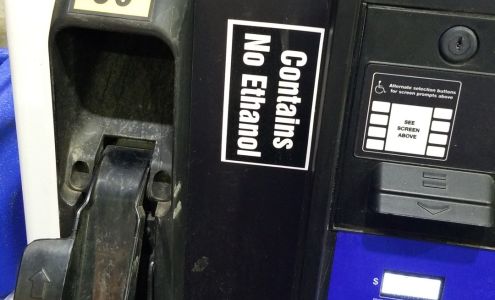 Contains
No Ethanol
Alternate selection buttons
for screen prompts above
SEE
SCREEN
ABOVE
$